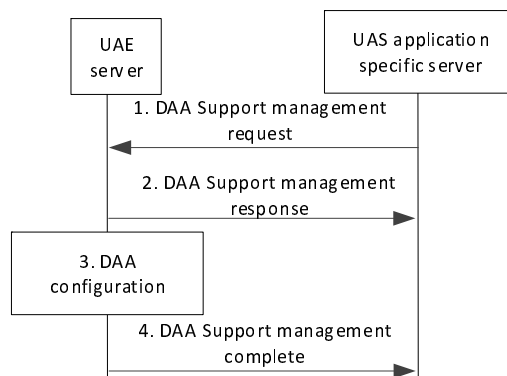 UAE
server
UAS application
specific server
1. DAA Support management
request
2. DAA Support management
response
3. DAA
configuration
4. DAA Support management
complete